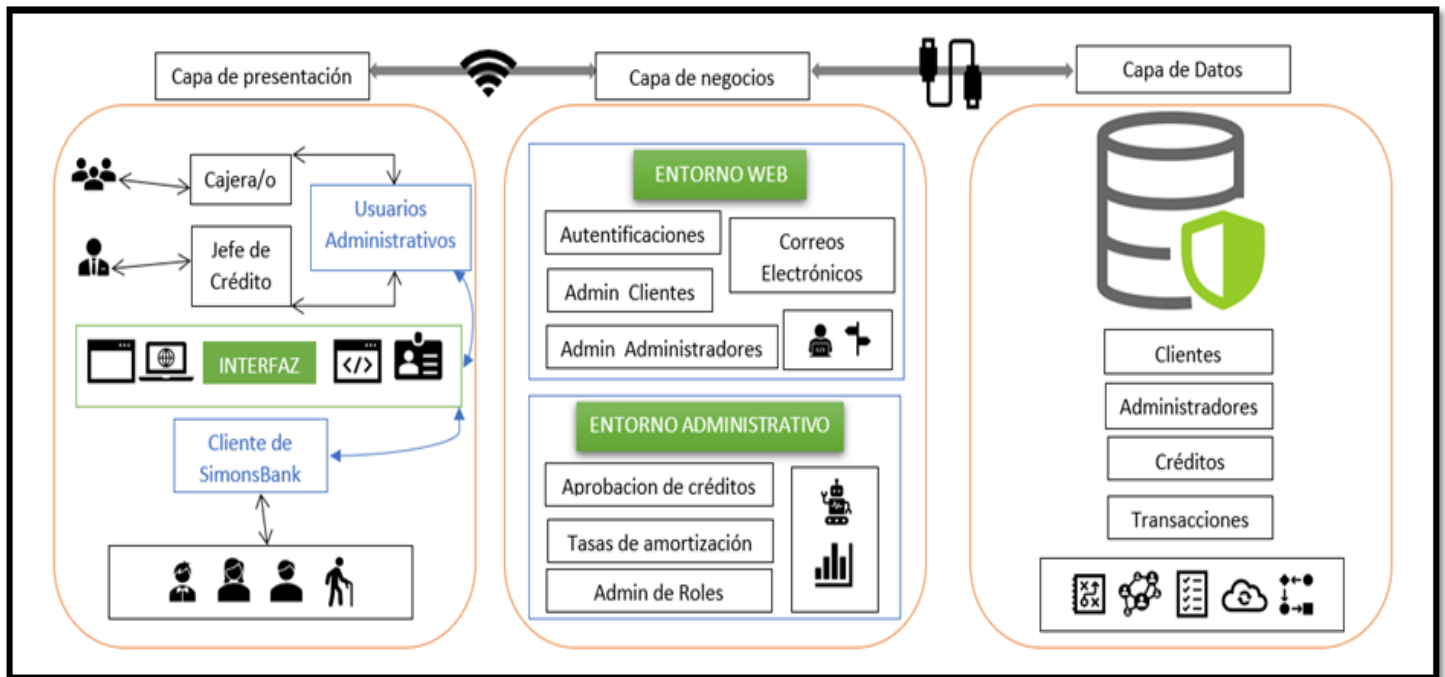 Capa de presentación
Capa de negocios
Capa de Datos
Cajera/o
Usuarios
Administrativos
Jefe de
Crédito
INTERFAZ
Cliente de
SimonsBank
ENTORNO WEB
Autentificaciones
Correos
Electrónicos
Admin Clientes
Admin Administradores
ENTORNO ADMINISTRATIVO
Aprobacion de créditos
Tasas de amortización
Admin de Roles
Clientes
Administradores
Créditos
Transacciones